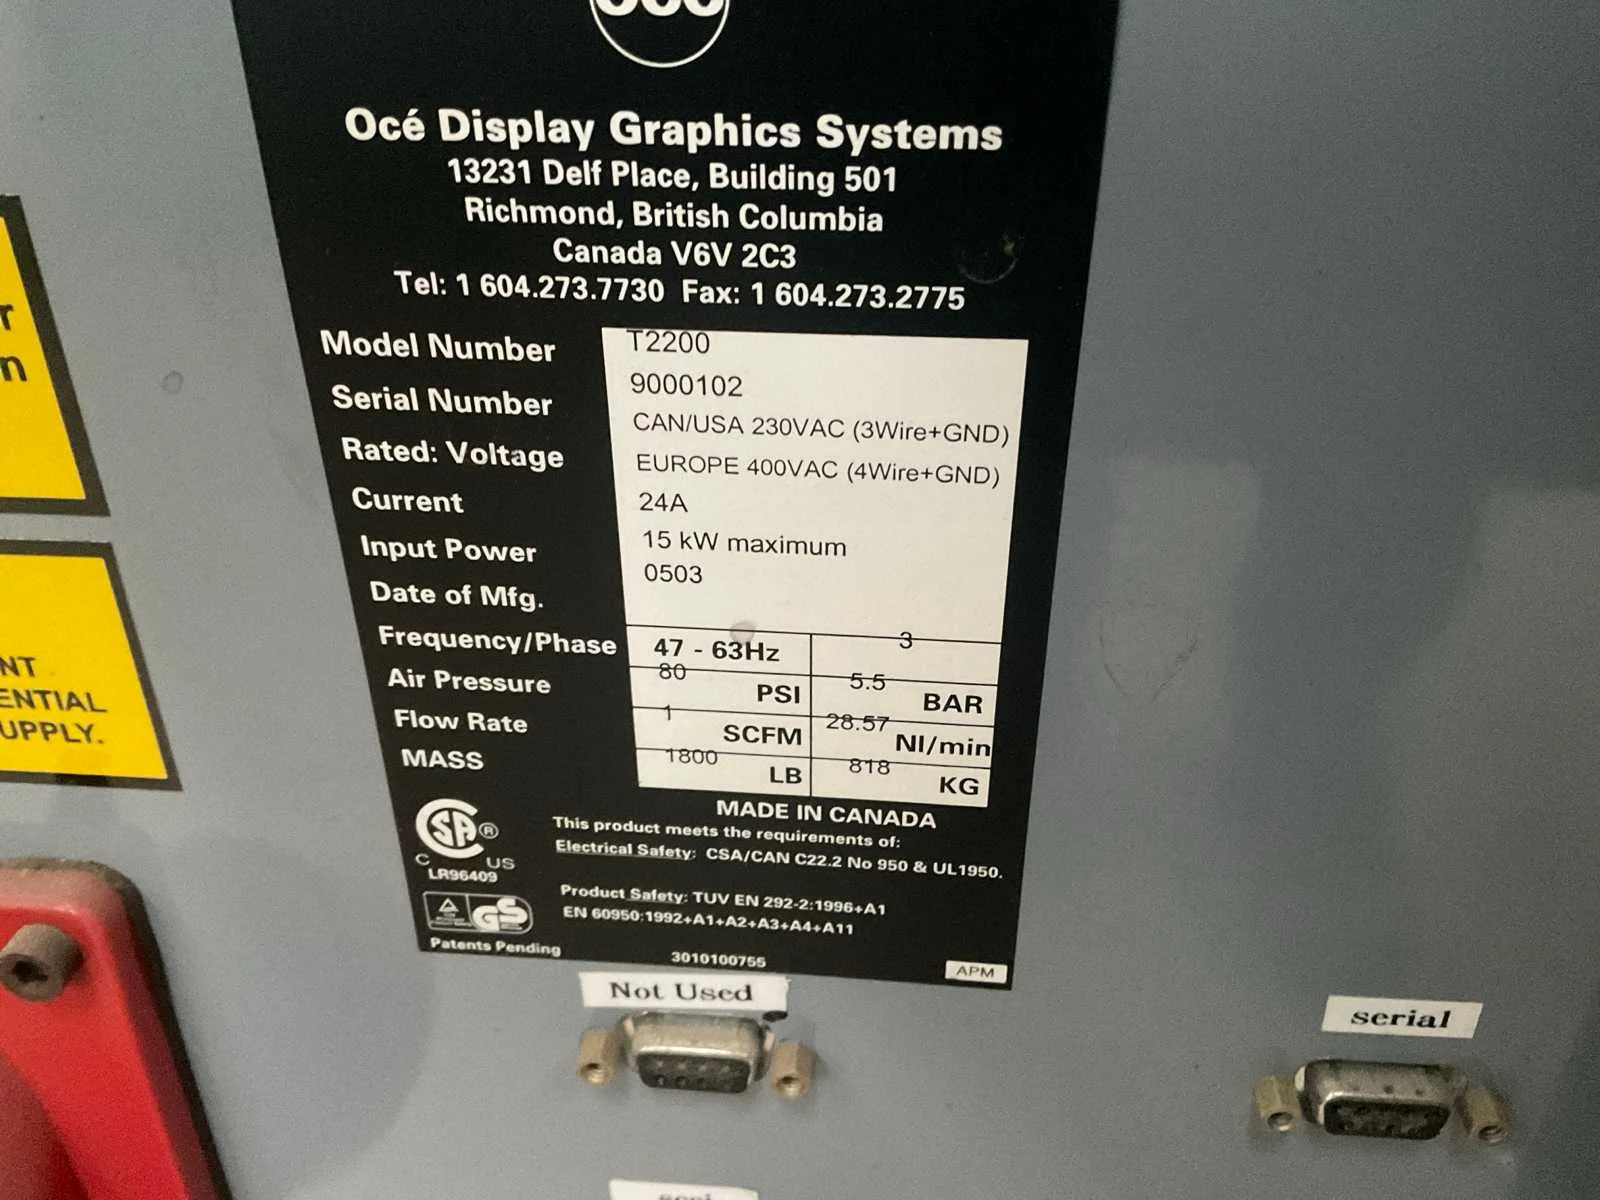 Océ Display Graphics Systems
13231 Delf Place, Building 501
Richmond, British Columbia
Canada V6V 2C3
Tel: 1 604.273.7730 Fax: 1 604.273.2775
Model Number T2200
Serial Number 9000102
Rated: Voltage CAN/USA 230VAC (3Wire+GND)
EUROPE 400VAC (4Wire+GND)
Current 24A
Input Power 15 kW maximum
Date of Mfg. 0503
Frequency/Phase 47 - 63Hz 3
Air Pressure 80 PSI 5.5 BAR
Flow Rate 1 SCFM 28.57 Nl/min
MASS 1800 LB 818 KG
MADE IN CANADA
This product meets the requirements of:
Electrical Safety: CSA/CAN C22.2 No 950 & UL1950.
CSA ®
C US
LR96409
Product Safety: TUV EN 292-2:1996+A1
EN 60950:1992+A1+A2+A3+A4+A11
GS
Patents Pending
3010100755
APM
Not Used
serial
ENTIAL
UPPLY.